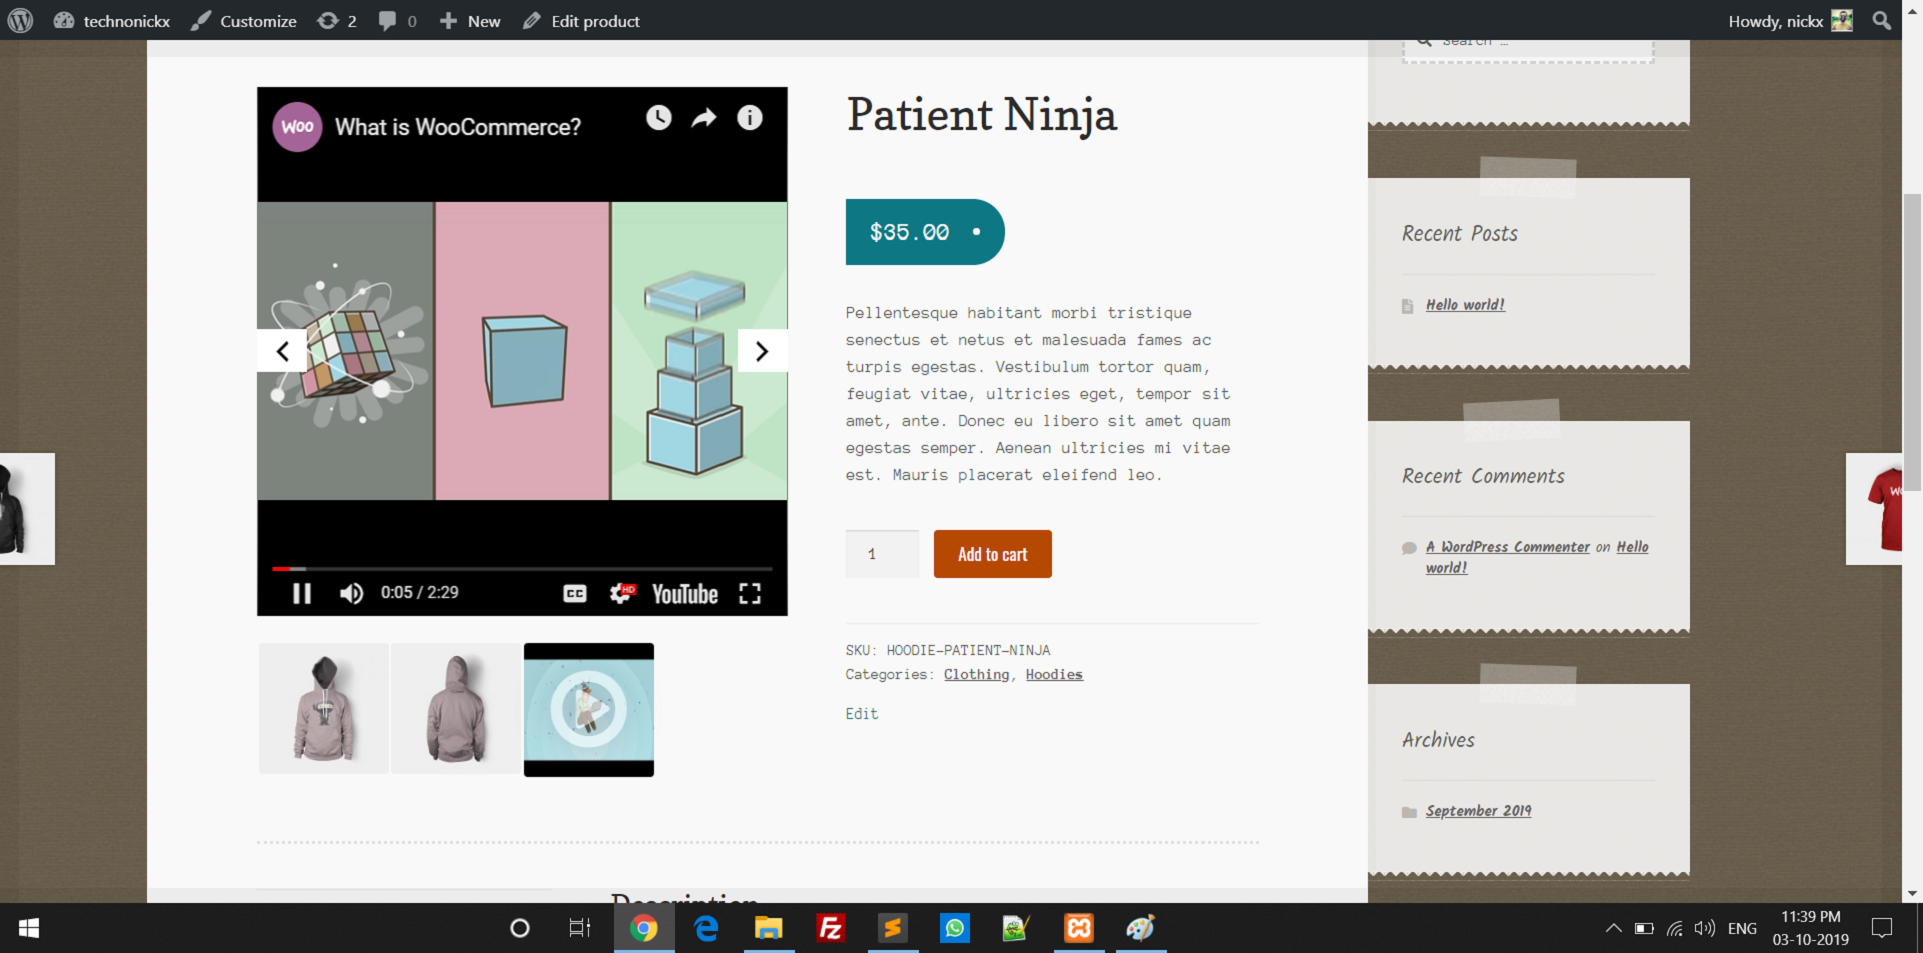 technonickx
Customize
2
0
New
Edit product
Howdy, nickx
Search …
Woo
What is WooCommerce?
Patient Ninja
$35.00
Pellentesque habitant morbi tristique
senectus et netus et malesuada fames ac
turpis egestas. Vestibulum tortor quam,
feugiat vitae, ultricies eget, tempor sit
amet, ante. Donec eu libero sit amet quam
egestas semper. Aenean ultricies mi vitae
est. Mauris placerat eleifend leo.
1
Add to cart
0:05 / 2:29
CC
HD
YouTube
SKU: HOODIE-PATIENT-NINJA
Categories: Clothing, Hoodies
Edit
Recent Posts
Hello world!
Recent Comments
A WordPress Commenter on Hello
world!
Archives
September 2019
Description
ENG
11:39 PM
03-10-2019